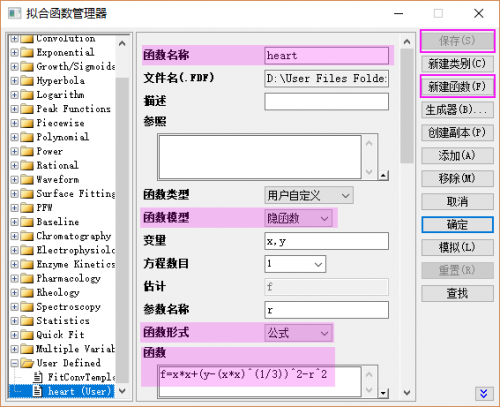 拟合函数管理器
Convolution
Exponential
Growth/Sigmoida
Hyperbola
Logarithm
Peak Functions
Piecewise
Polynomial
Power
Rational
Waveform
Surface Fitting
PFW
Baseline
Chromatography
Electrophysiolo
Enzyme Kinetics
Pharmacology
Rheology
Spectroscopy
Statistics
Quick Fit
Multiple Variab
User Defined
FitConvTempl
heart (User)
函数名称 heart
文件名(.FDF) D:\User Files Folde
描述
参照
函数类型 用户自定义
函数模型 隐函数
变量 x,y
方程数目 1
估计 f
参数名称 r
函数形式 公式
函数
f=x*x+(y-(x*x)^(1/3))^2-r^2
保存(S)
新建类别(C)
新建函数(F)
生成器(B)...
创建副本(P)
添加(A)
移除(M)
取消
确定
模拟(L)
重置(R)
查找